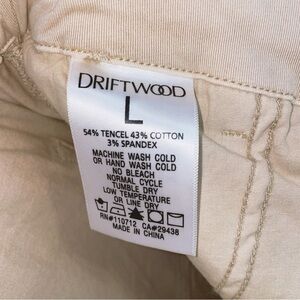 DRIFTWOOD
L
54% TENCEL 43% COTTON
3% SPANDEX
MACHINE WASH COLD
OR HAND WASH COLD
NO BLEACH
NORMAL CYCLE
TUMBLE DRY
LOW TEMPERATURE
OR LINE DRY
RN#110712 CA#29438
MADE IN CHINA